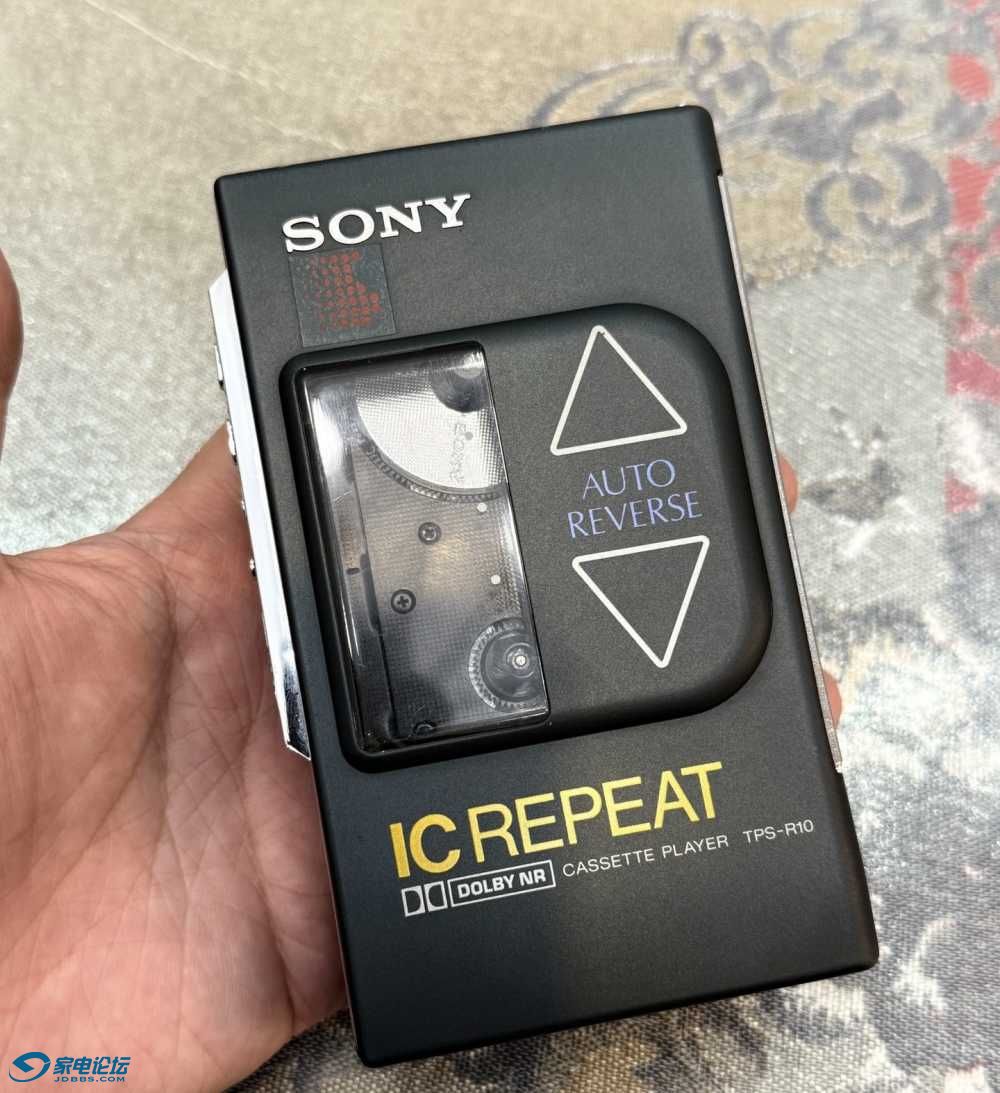 SONY
AUTO
REVERSE
IC REPEAT
DOLBY NR CASSETTE PLAYER TPS-R10
家电论坛
JDBBS.COM